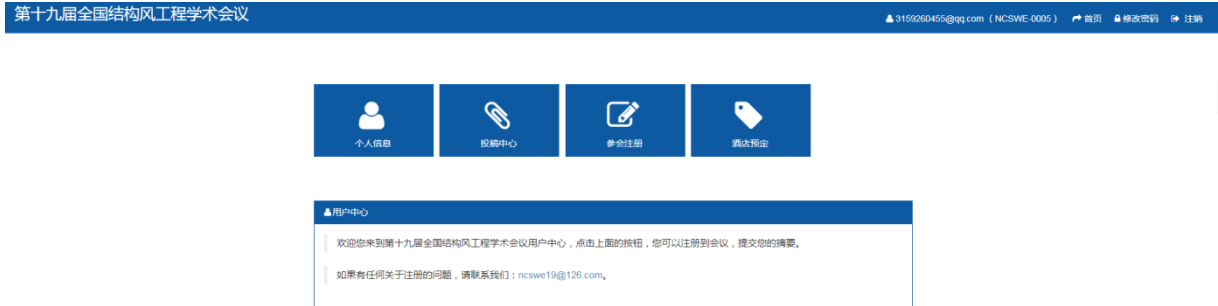 第十九届全国结构风工程学术会议
3159260455@qq.com（NCSWE-0005） 首页 修改密码 注销
个人信息 投稿中心 参会注册 酒店预定
用户中心
欢迎您来到第十九届全国结构风工程学术会议用户中心，点击上面的按钮，您可以注册到会议，提交您的摘要。
如果有任何关于注册的问题，请联系我们：ncswe19@126.com。